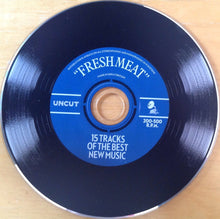 "FRESH MEAT"
UNCUT
200-500
R.P.M.
15 TRACKS
OF THE BEST
NEW MUSIC